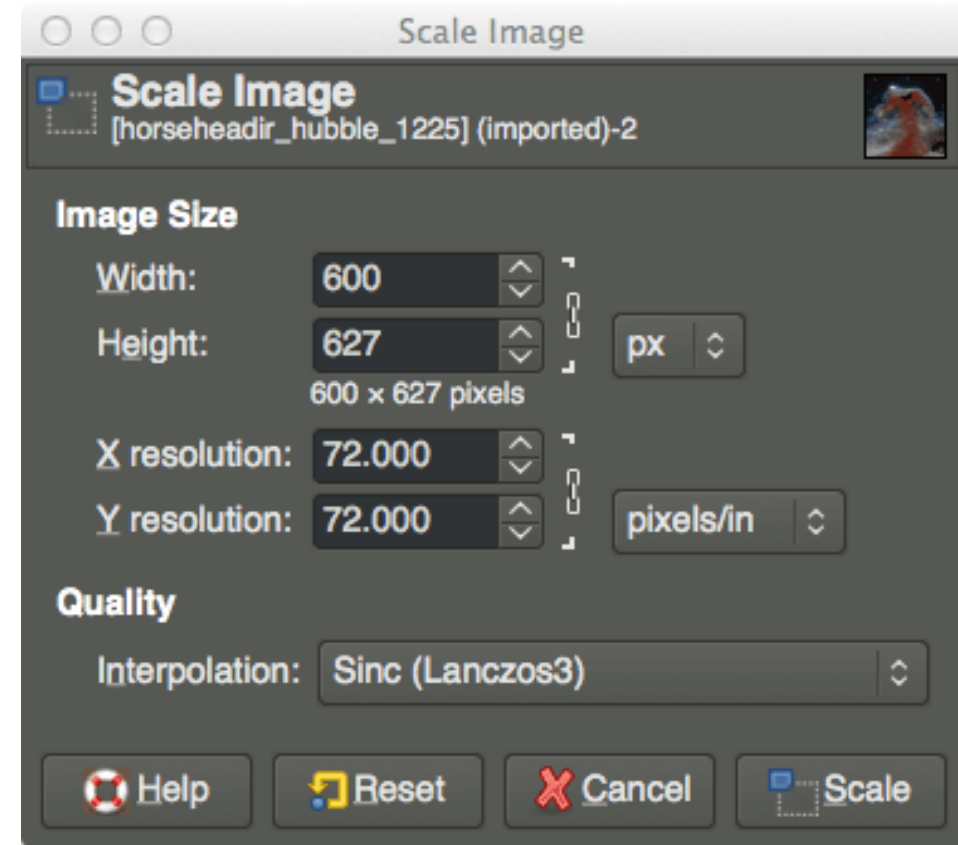 Scale Image
Scale Image
[horseheadir_hubble_1225] (imported)-2
Image Size
Width: 600
Height: 627 px
600 × 627 pixels
X resolution: 72.000
Y resolution: 72.000 pixels/in
Quality
Interpolation: Sinc (Lanczos3)
Help Reset Cancel Scale